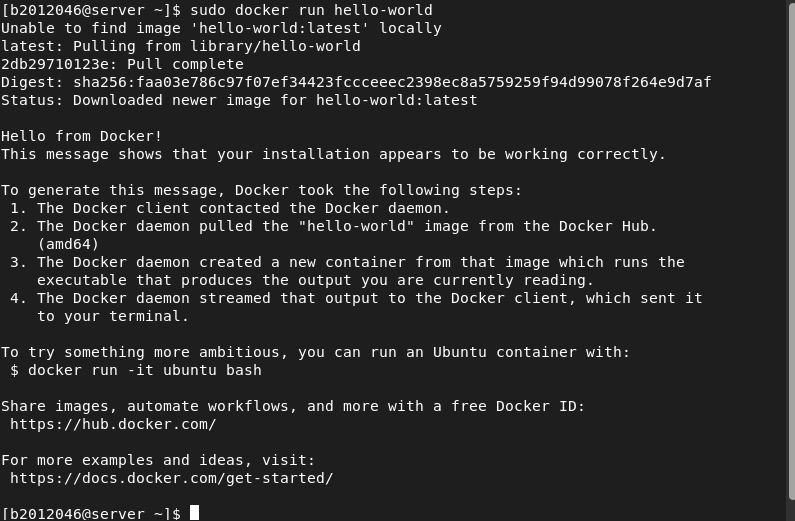 [b2012046@server ~]$ sudo docker run hello-world
Unable to find image 'hello-world:latest' locally
latest: Pulling from library/hello-world
2db29710123e: Pull complete
Digest: sha256:faa03e786c97f07ef34423fccceeec2398ec8a5759259f94d99078f264e9d7af
Status: Downloaded newer image for hello-world:latest

Hello from Docker!
This message shows that your installation appears to be working correctly.

To generate this message, Docker took the following steps:
 1. The Docker client contacted the Docker daemon.
 2. The Docker daemon pulled the "hello-world" image from the Docker Hub.
    (amd64)
 3. The Docker daemon created a new container from that image which runs the
    executable that produces the output you are currently reading.
 4. The Docker daemon streamed that output to the Docker client, which sent it
    to your terminal.

To try something more ambitious, you can run an Ubuntu container with:
 $ docker run -it ubuntu bash

Share images, automate workflows, and more with a free Docker ID:
 https://hub.docker.com/

For more examples and ideas, visit:
 https://docs.docker.com/get-started/

[b2012046@server ~]$